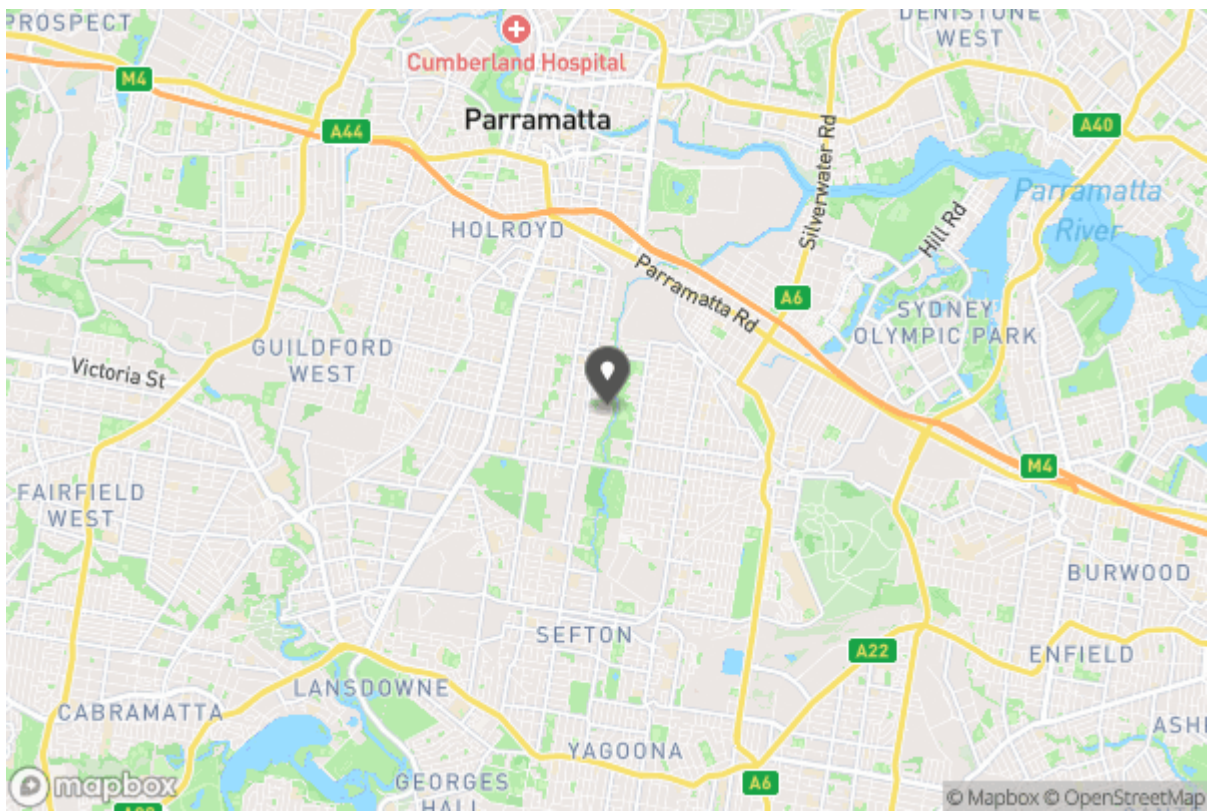 PROSPECT
DENISTONE
WEST
M4
Cumberland Hospital
A44
Parramatta
A40
Silverwater Rd
Parramatta
River
HOLROYD
Hill Rd
Parramatta Rd
A6
SYDNEY
OLYMPIC PARK
GUILDFORD
WEST
Victoria St
M4
FAIRFIELD
WEST
BURWOOD
SEFTON
A22
ENFIELD
LANSDOWNE
CABRAMATTA
ASH
YAGOONA
A6
GEORGES
HALL
mapbox
© Mapbox © OpenStreetMap